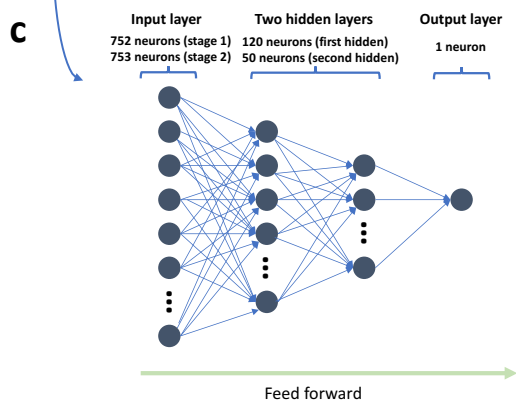 c
Input layer
752 neurons (stage 1)
753 neurons (stage 2)
Two hidden layers
120 neurons (first hidden)
50 neurons (second hidden)
Output layer
1 neuron
Feed forward